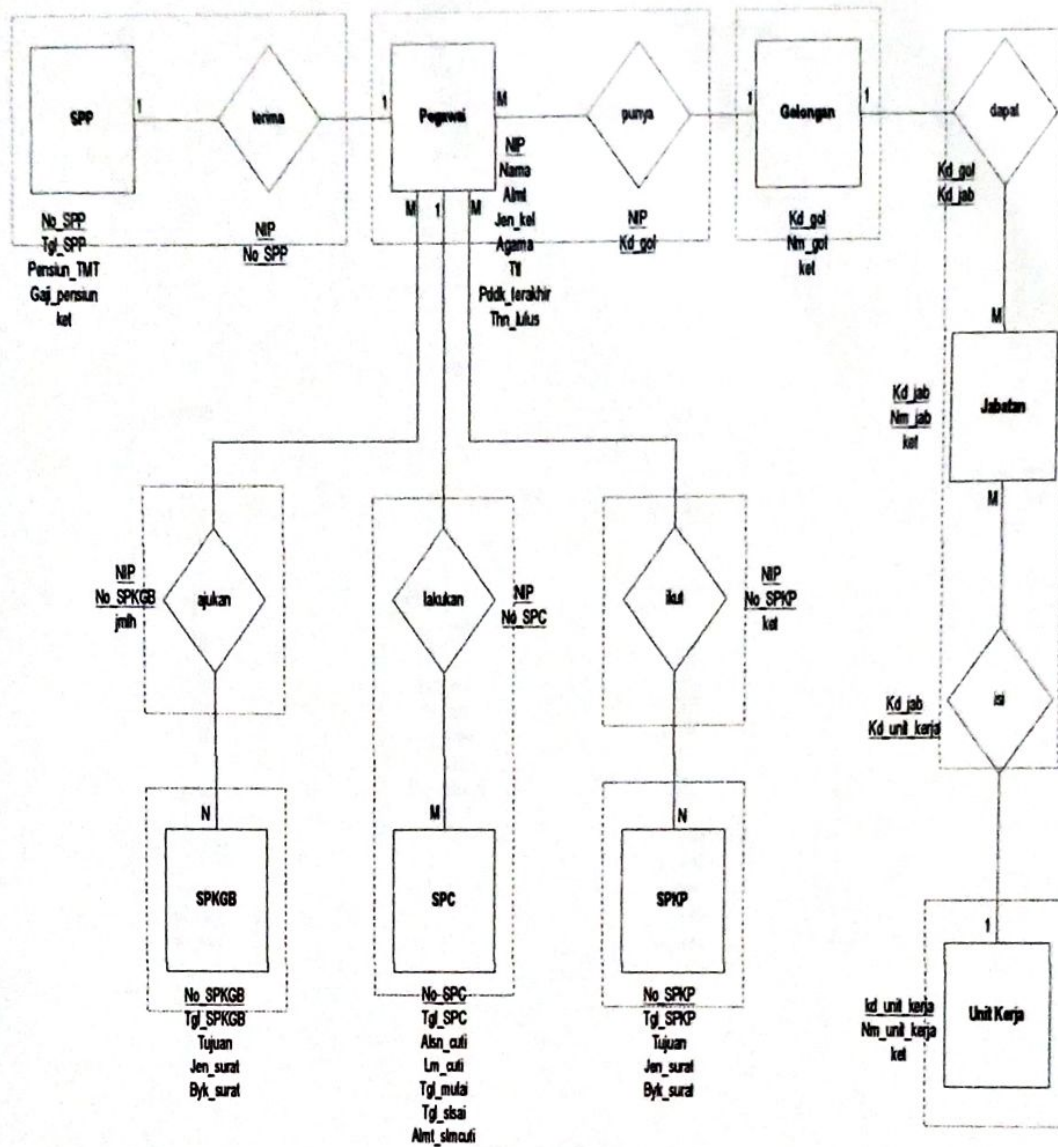 SPP
1
terima
1
Pegawai
M
punya
1
Golongan
1
dapat
No_SPP
Tgl_SPP
Pensiun_TMT
Gaji_pensiun
ket
NIP
No_SPP
NIP
Nama
Almt
Jen_kel
Agama
Ttl
Pddk_terakhir
Thn_lulus
NIP
Kd_gol
Kd_gol
Nm_gol
ket
Kd_gol
Kd_jab
M
1
M
M
Kd_jab
Nm_jab
ket
Jabatan
M
NIP
No_SPKGB
jmlh
ajukan
lakukan
NIP
No_SPC
ikut
NIP
No_SPKP
ket
Kd_jab
Kd_unit_kerja
isi
N
SPKGB
M
SPC
N
SPKP
1
Unit Kerja
No_SPKGB
Tgl_SPKGB
Tujuan
Jen_surat
Byk_surat
No_SPC
Tgl_SPC
Alsn_cuti
Lm_cuti
Tgl_mulai
Tgl_slsai
Almt_slmcuti
No_SPKP
Tgl_SPKP
Tujuan
Jen_surat
Byk_surat
kd_unit_kerja
Nm_unit_kerja
ket